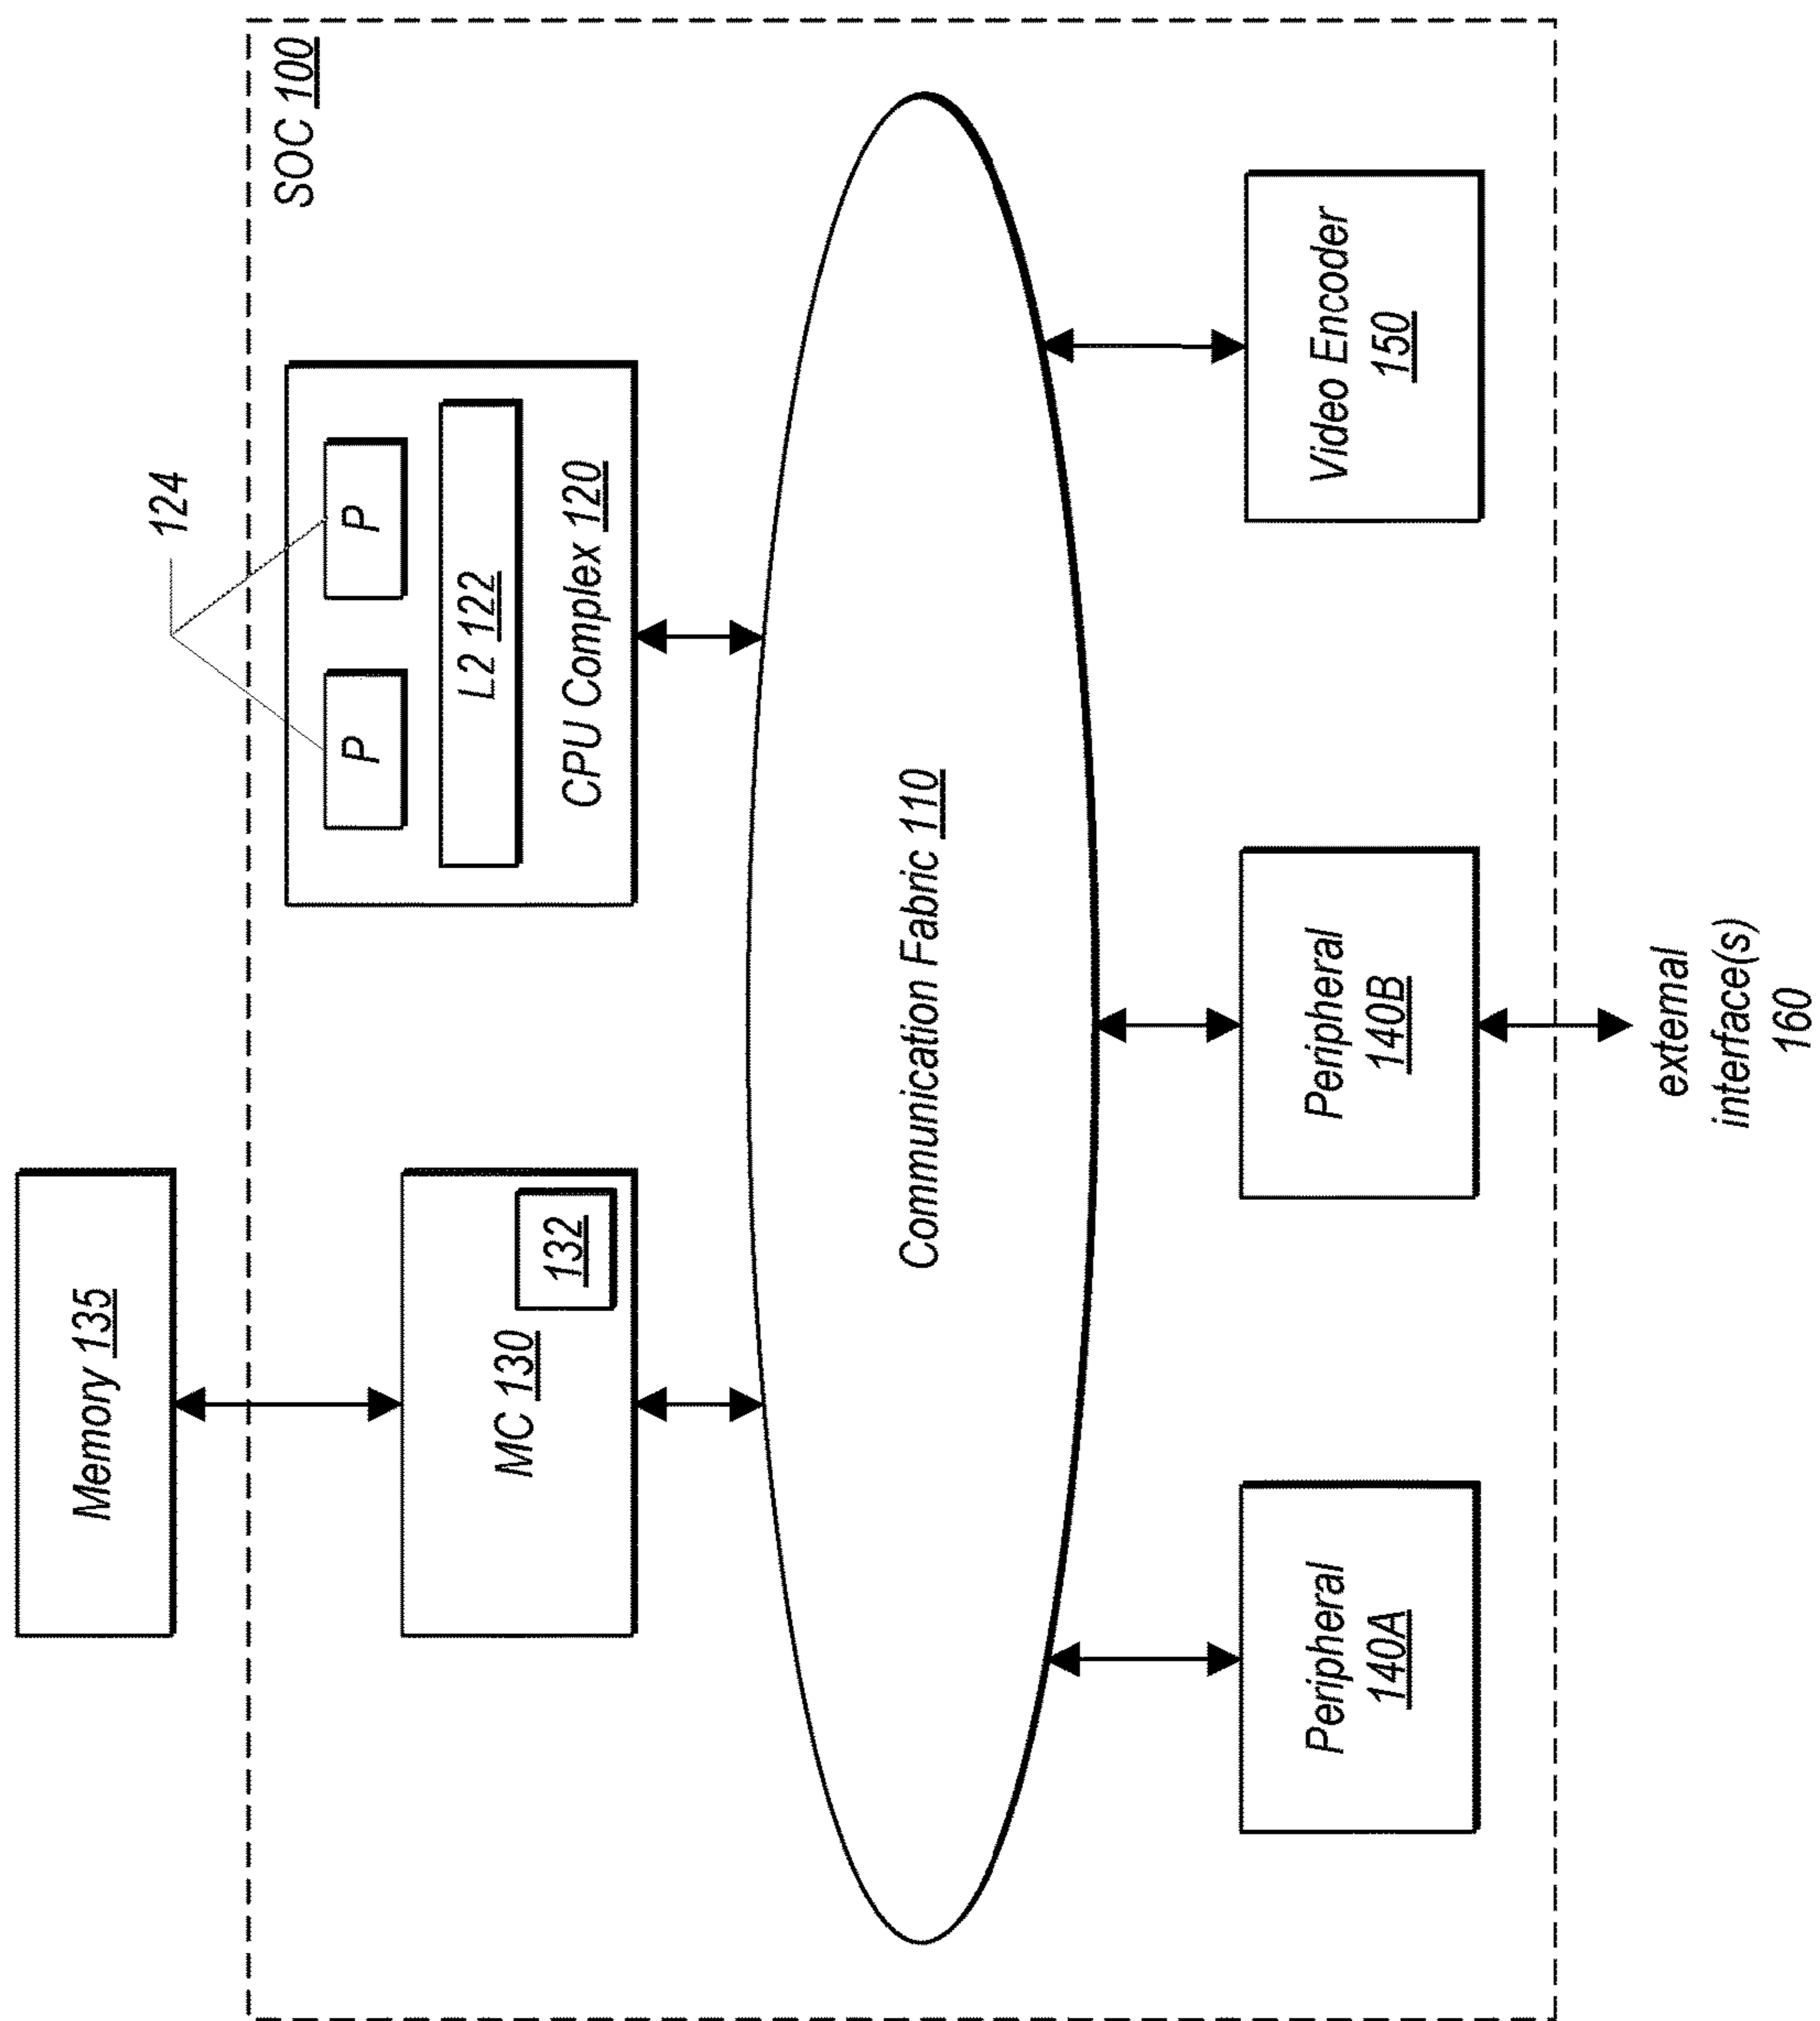 Memory 135
124
SOC 100
MC 130
132
P
P
L2 122
CPU Complex 120
Communication Fabric 110
Peripheral
140A
Peripheral
140B
Video Encoder
150
external
interface(s)
160